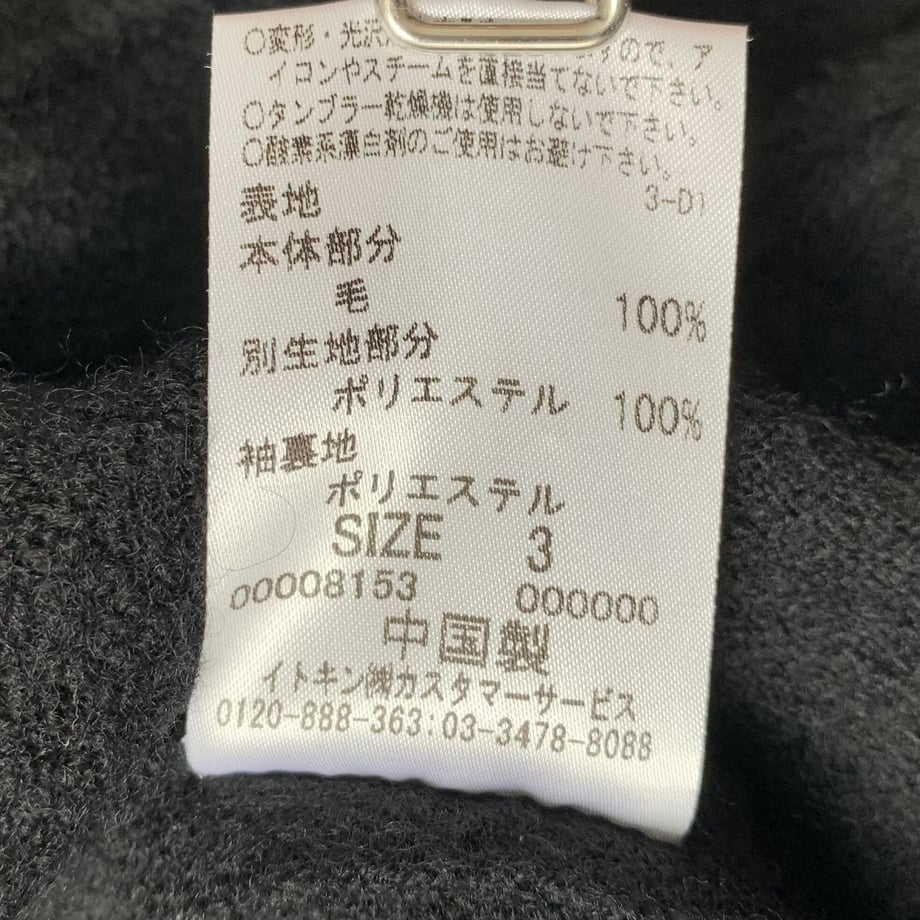 ○変形・光沢 すので、ア
イコンやスチームを直接当てないで下さい。
○タンブラー乾燥機は使用しないで下さい。
○酸素系漂白剤のご使用はお避け下さい。
3-D1
表地
本体部分
毛 100%
別生地部分
ポリエステル 100%
袖裏地
ポリエステル
SIZE 3
00008153 000000
中国製
イトキン㈱カスタマーサービス
0120-888-363:03-3478-8088